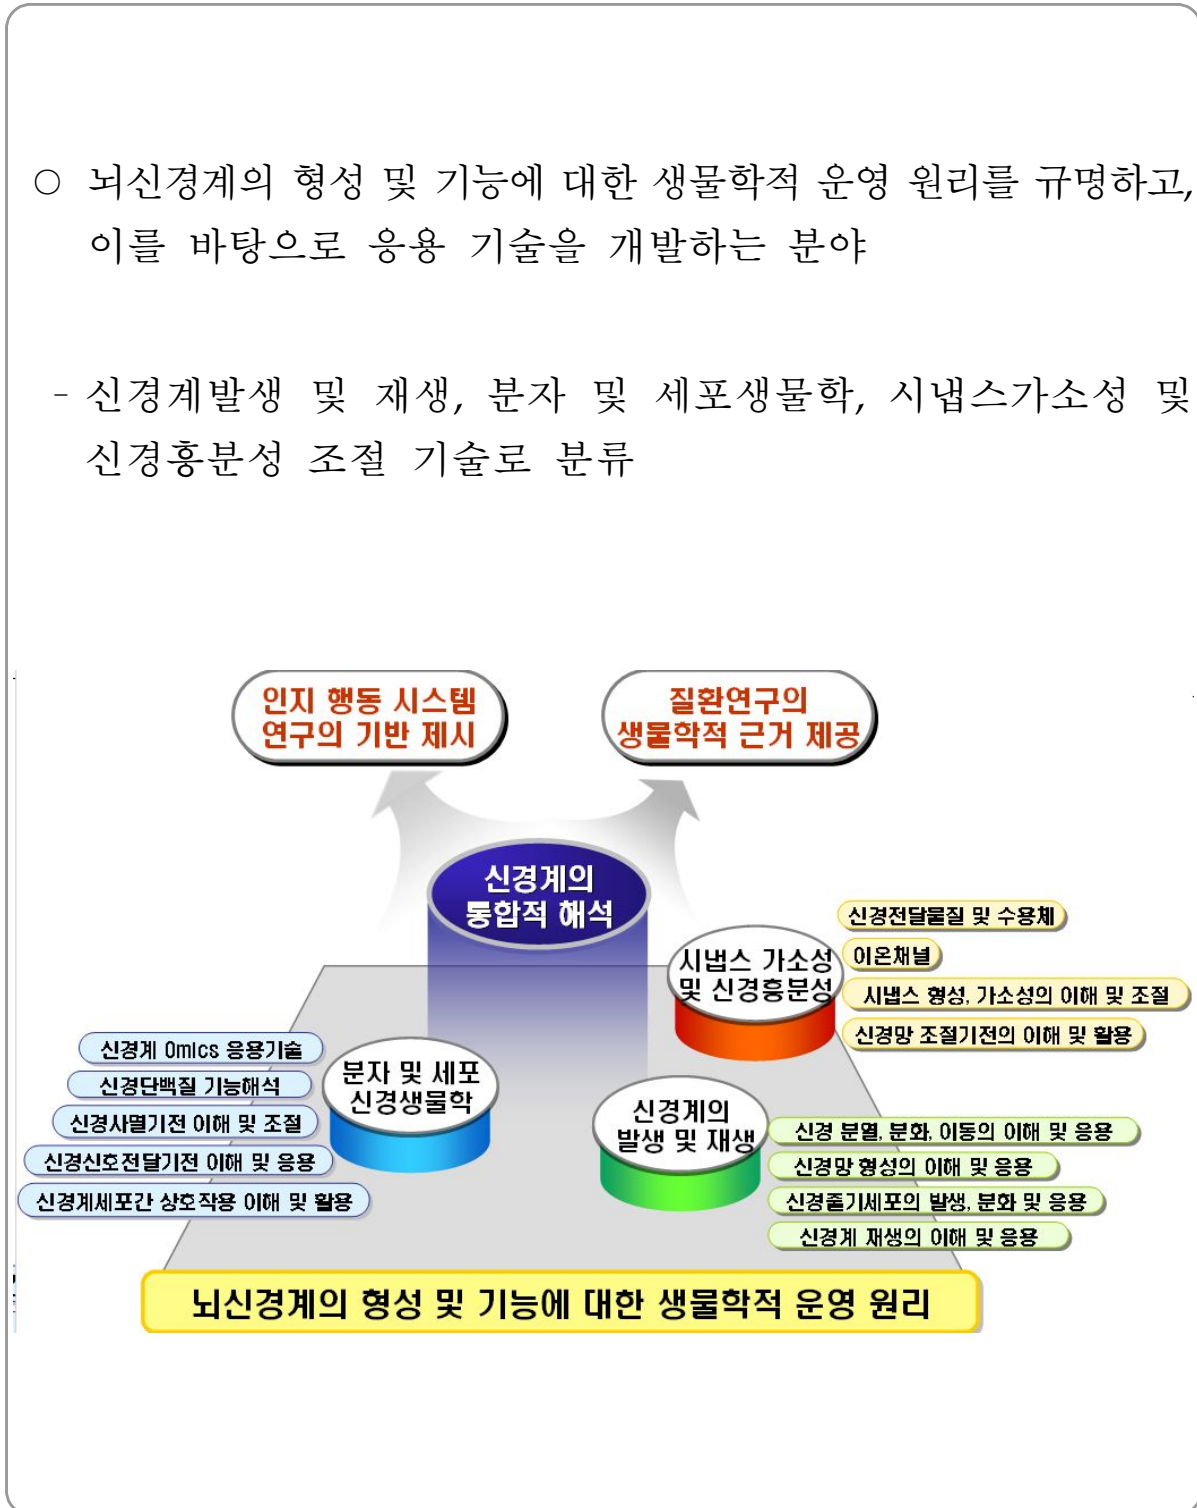 ○ 뇌신경계의 형성 및 기능에 대한 생물학적 운영 원리를 규명하고,
이를 바탕으로 응용 기술을 개발하는 분야
- 신경계발생 및 재생, 분자 및 세포생물학, 시냅스가소성 및
신경흥분성 조절 기술로 분류
인지 행동 시스템
연구의 기반 제시
질환연구의
생물학적 근거 제공
신경계의
통합적 해석
시냅스 가소성
및 신경흥분성
신경전달물질 및 수용체
이온채널
시냅스 형성, 가소성의 이해 및 조절
신경망 조절기전의 이해 및 활용
분자 및 세포
신경생물학
신경계 Omics 응용기술
신경단백질 기능해석
신경사멸기전 이해 및 조절
신경신호전달기전 이해 및 응용
신경계세포간 상호작용 이해 및 활용
신경계의
발생 및 재생
신경 분열, 분화, 이동의 이해 및 응용
신경망 형성의 이해 및 응용
신경줄기세포의 발생, 분화 및 응용
신경계 재생의 이해 및 응용
뇌신경계의 형성 및 기능에 대한 생물학적 운영 원리